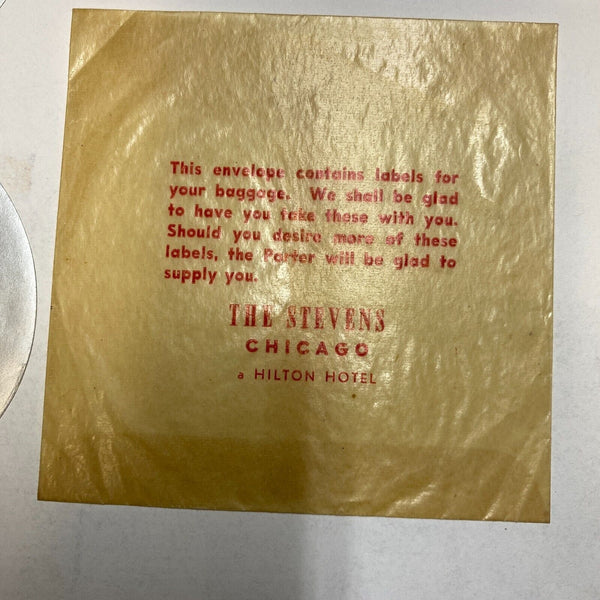 This envelope contains labels for
your baggage. We shall be glad
to have you take these with you.
Should you desire more of these
labels, the Porter will be glad to
supply you.
THE STEVENS
CHICAGO
a HILTON HOTEL